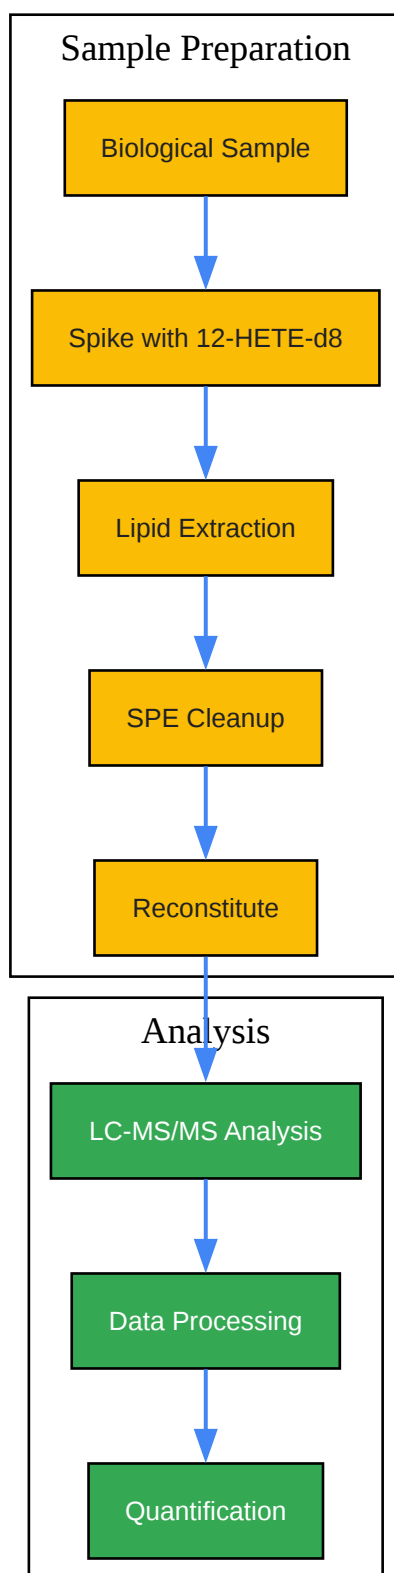 Sample Preparation
Biological Sample
Spike with 12-HETE-d8
Lipid Extraction
SPE Cleanup
Reconstitute
Analysis
LC-MS/MS Analysis
Data Processing
Quantification